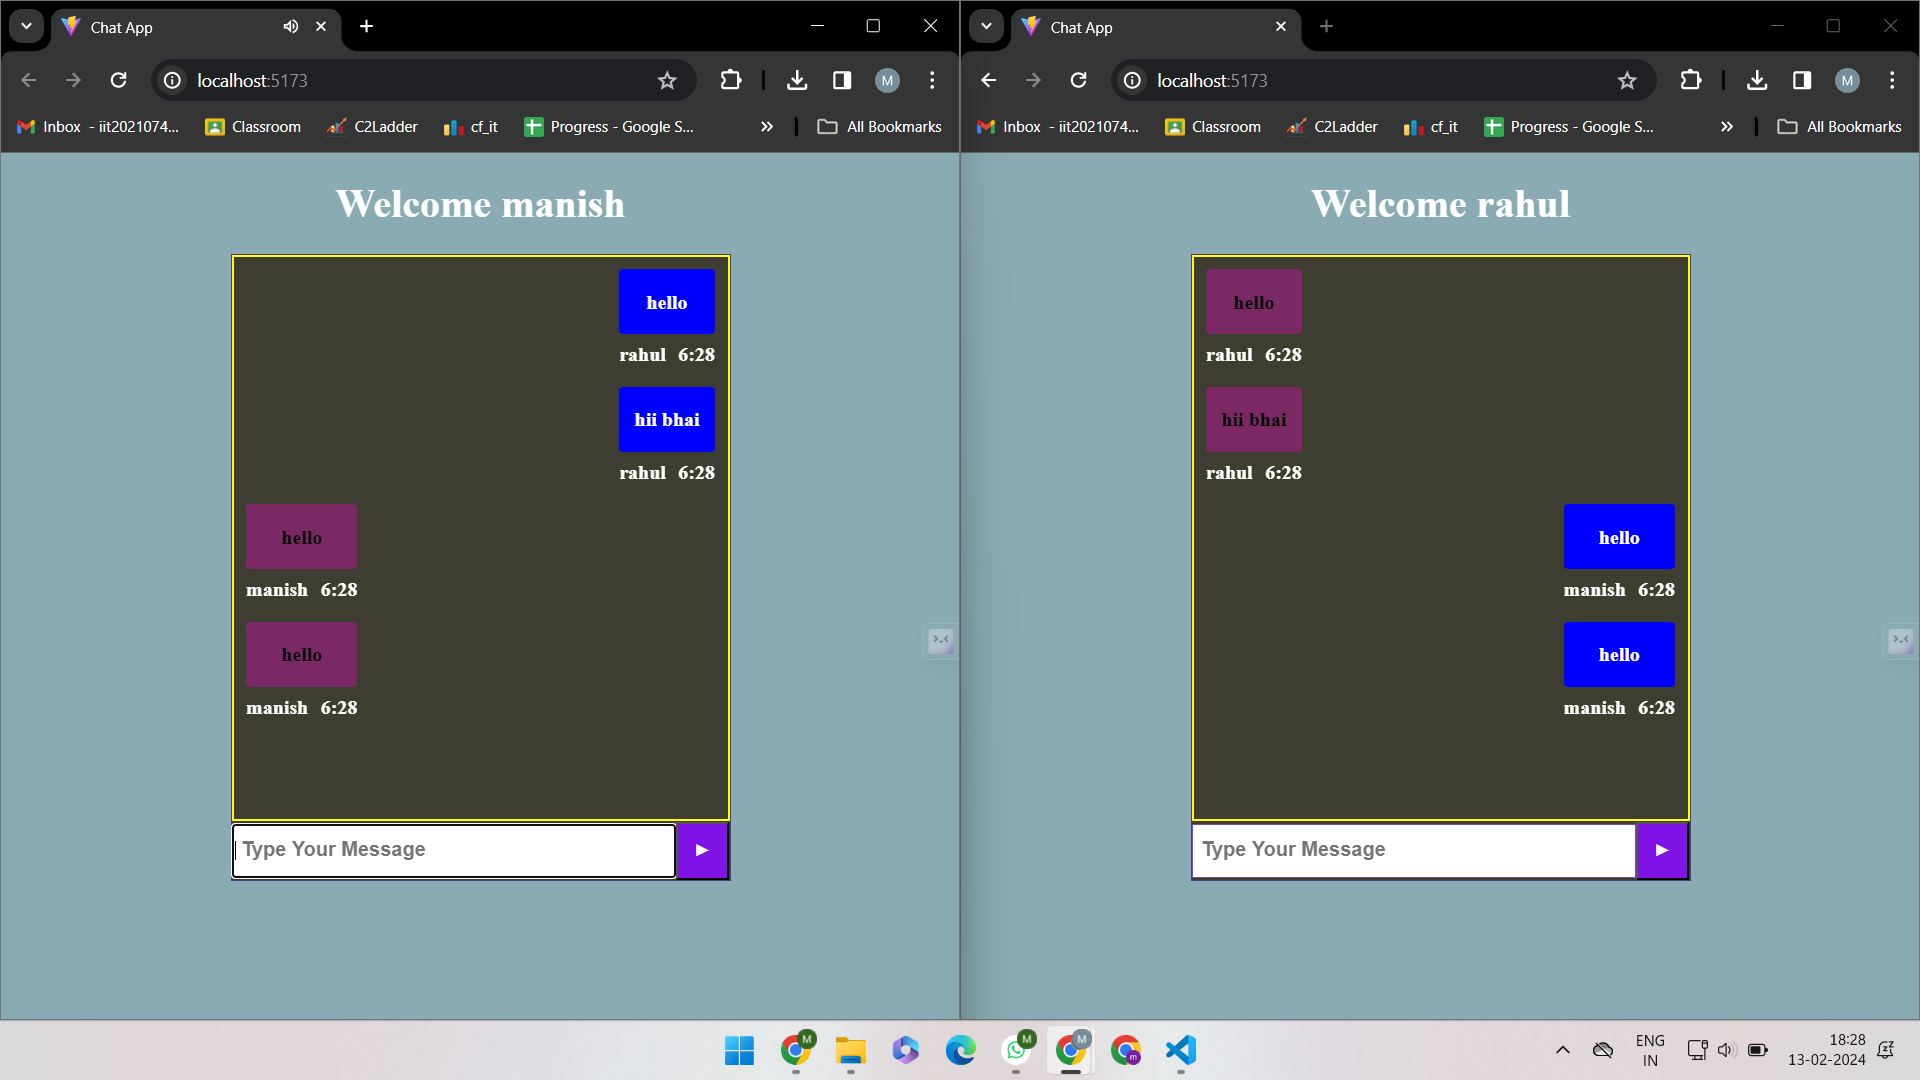 Chat App
localhost:5173
M
Inbox - iit2021074...
Classroom
C2Ladder
cf_it
Progress - Google S...
All Bookmarks
Welcome manish
hello
rahul 6:28
hii bhai
rahul 6:28
hello
manish 6:28
hello
manish 6:28
Type Your Message
Chat App
localhost:5173
M
Inbox - iit2021074...
Classroom
C2Ladder
cf_it
Progress - Google S...
All Bookmarks
Welcome rahul
hello
rahul 6:28
hii bhai
rahul 6:28
hello
manish 6:28
hello
manish 6:28
Type Your Message
M
M
M
m
ENG
IN
18:28
13-02-2024